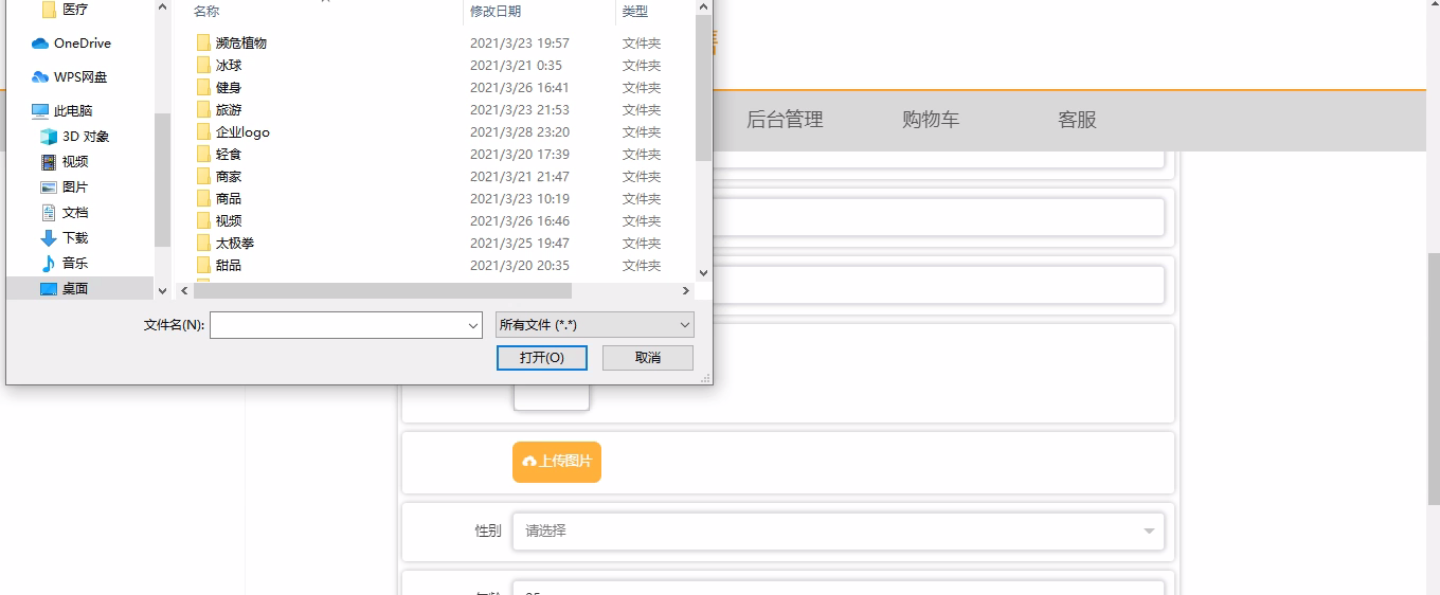 医疗
OneDrive
WPS网盘
此电脑
3D 对象
视频
图片
文档
下载
音乐
桌面
名称 修改日期 类型
濒危植物 2021/3/23 19:57 文件夹
冰球 2021/3/21 0:35 文件夹
健身 2021/3/26 16:41 文件夹
旅游 2021/3/23 21:53 文件夹
企业logo 2021/3/28 23:20 文件夹
轻食 2021/3/20 17:39 文件夹
商家 2021/3/21 21:47 文件夹
商品 2021/3/23 10:19 文件夹
视频 2021/3/26 16:46 文件夹
太极拳 2021/3/25 19:47 文件夹
甜品 2021/3/20 20:35 文件夹
文件名(N): 所有文件 (*.*)
打开(O) 取消
后台管理 购物车 客服
上传图片
性别 请选择